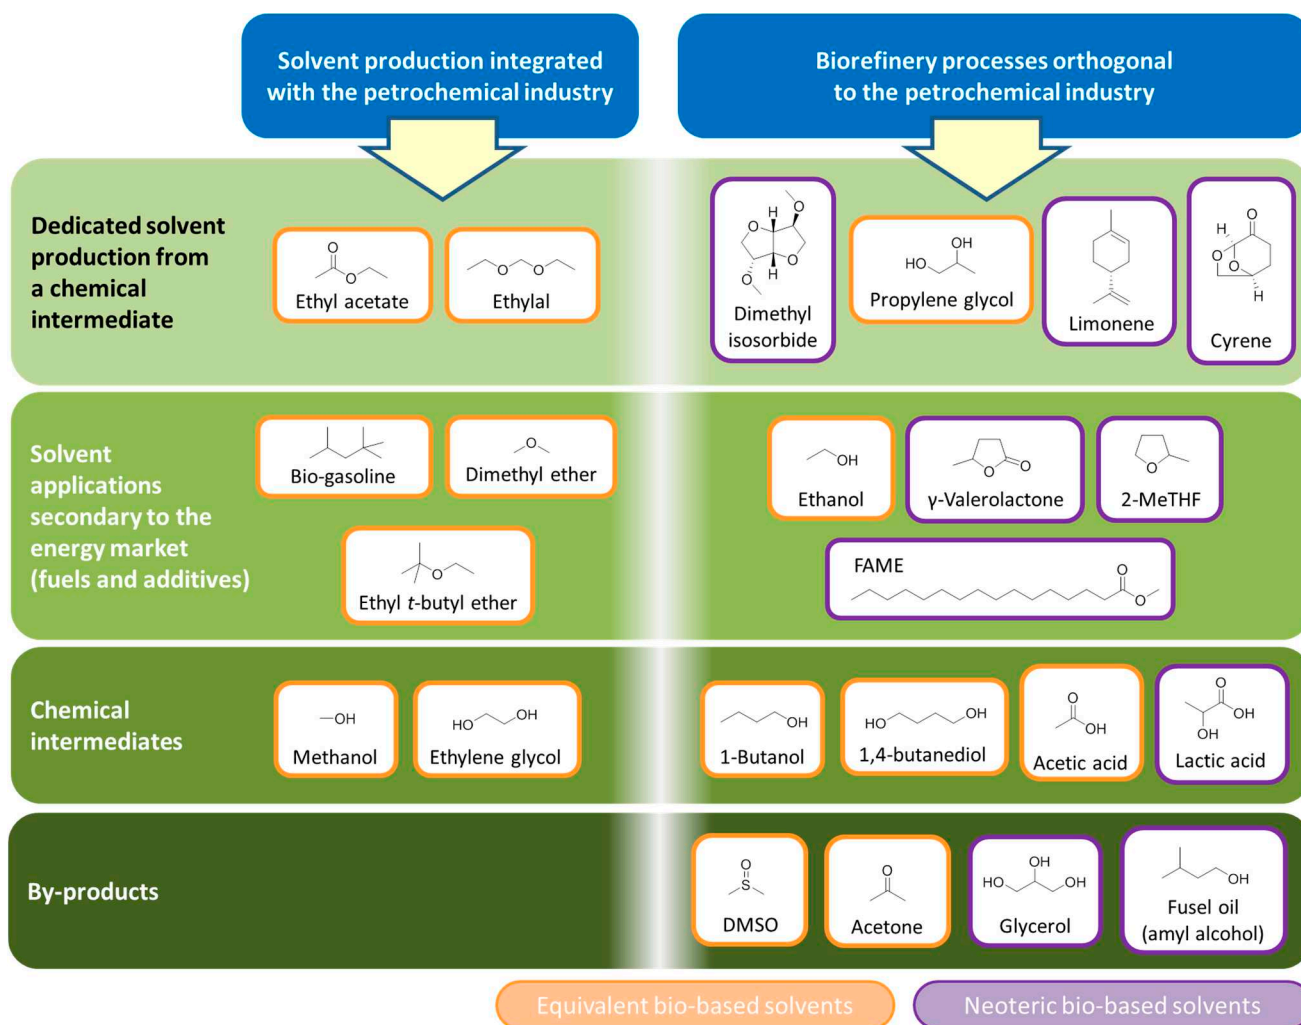 Solvent production integrated
with the petrochemical industry
Biorefinery processes orthogonal
to the petrochemical industry
Dedicated solvent
production from
a chemical
intermediate
O
O
Ethyl acetate
O
O
Ethylal
O
H
O
O
H
O
Dimethyl
isosorbide
OH
HO
Propylene glycol
Limonene
O
H
O
O
H
Cyrene
Solvent
applications
secondary to the
energy market
(fuels and additives)
Bio-gasoline
O
Dimethyl ether
O
Ethyl t-butyl ether
OH
Ethanol
O
O
γ-Valerolactone
O
2-MeTHF
FAME
O
O
Chemical
intermediates
OH
Methanol
HO
OH
Ethylene glycol
OH
1-Butanol
HO
OH
1,4-butanediol
O
OH
Acetic acid
O
OH
OH
Lactic acid
By-products
O
S
DMSO
O
Acetone
OH
HO
OH
Glycerol
OH
Fusel oil
(amyl alcohol)
Equivalent bio-based solvents
Neoteric bio-based solvents